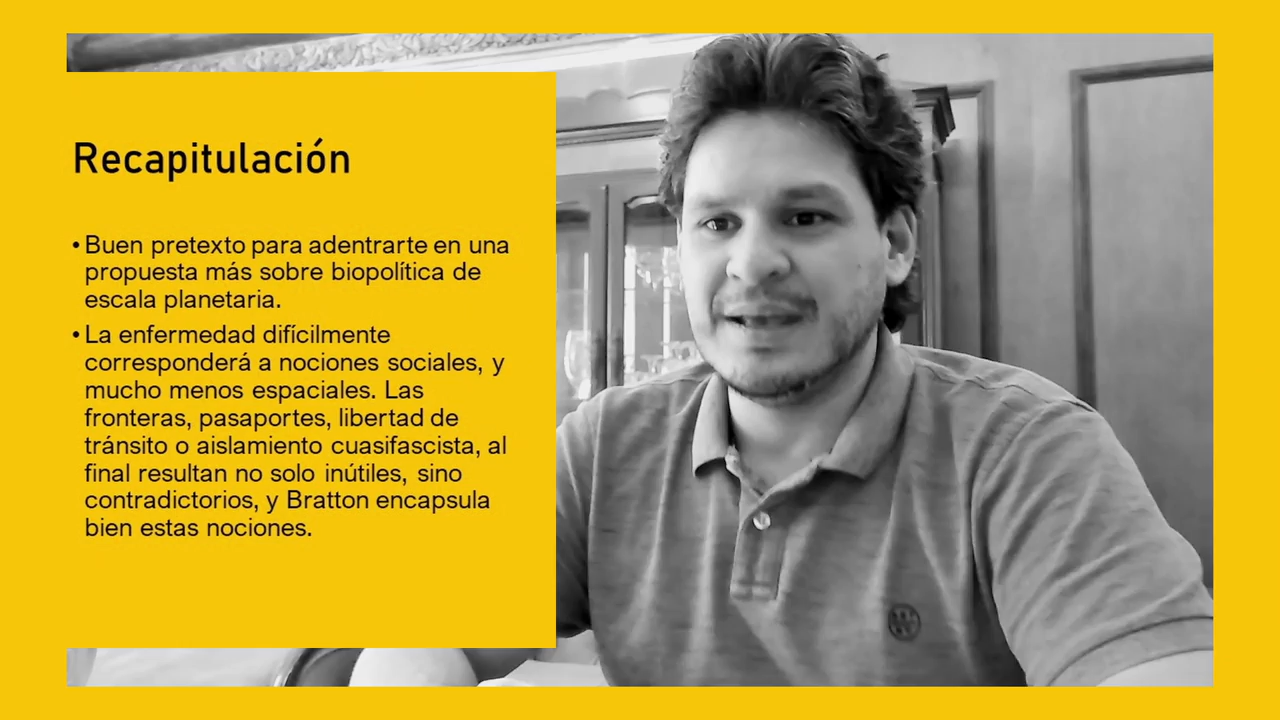 Recapitulación
• Buen pretexto para adentrarte en una
propuesta más sobre biopolítica de
escala planetaria.
• La enfermedad difícilmente
corresponderá a nociones sociales, y
mucho menos espaciales. Las
fronteras, pasaportes, libertad de
tránsito o aislamiento cuasifascista, al
final resultan no solo inútiles, sino
contradictorios, y Bratton encapsula
bien estas nociones.